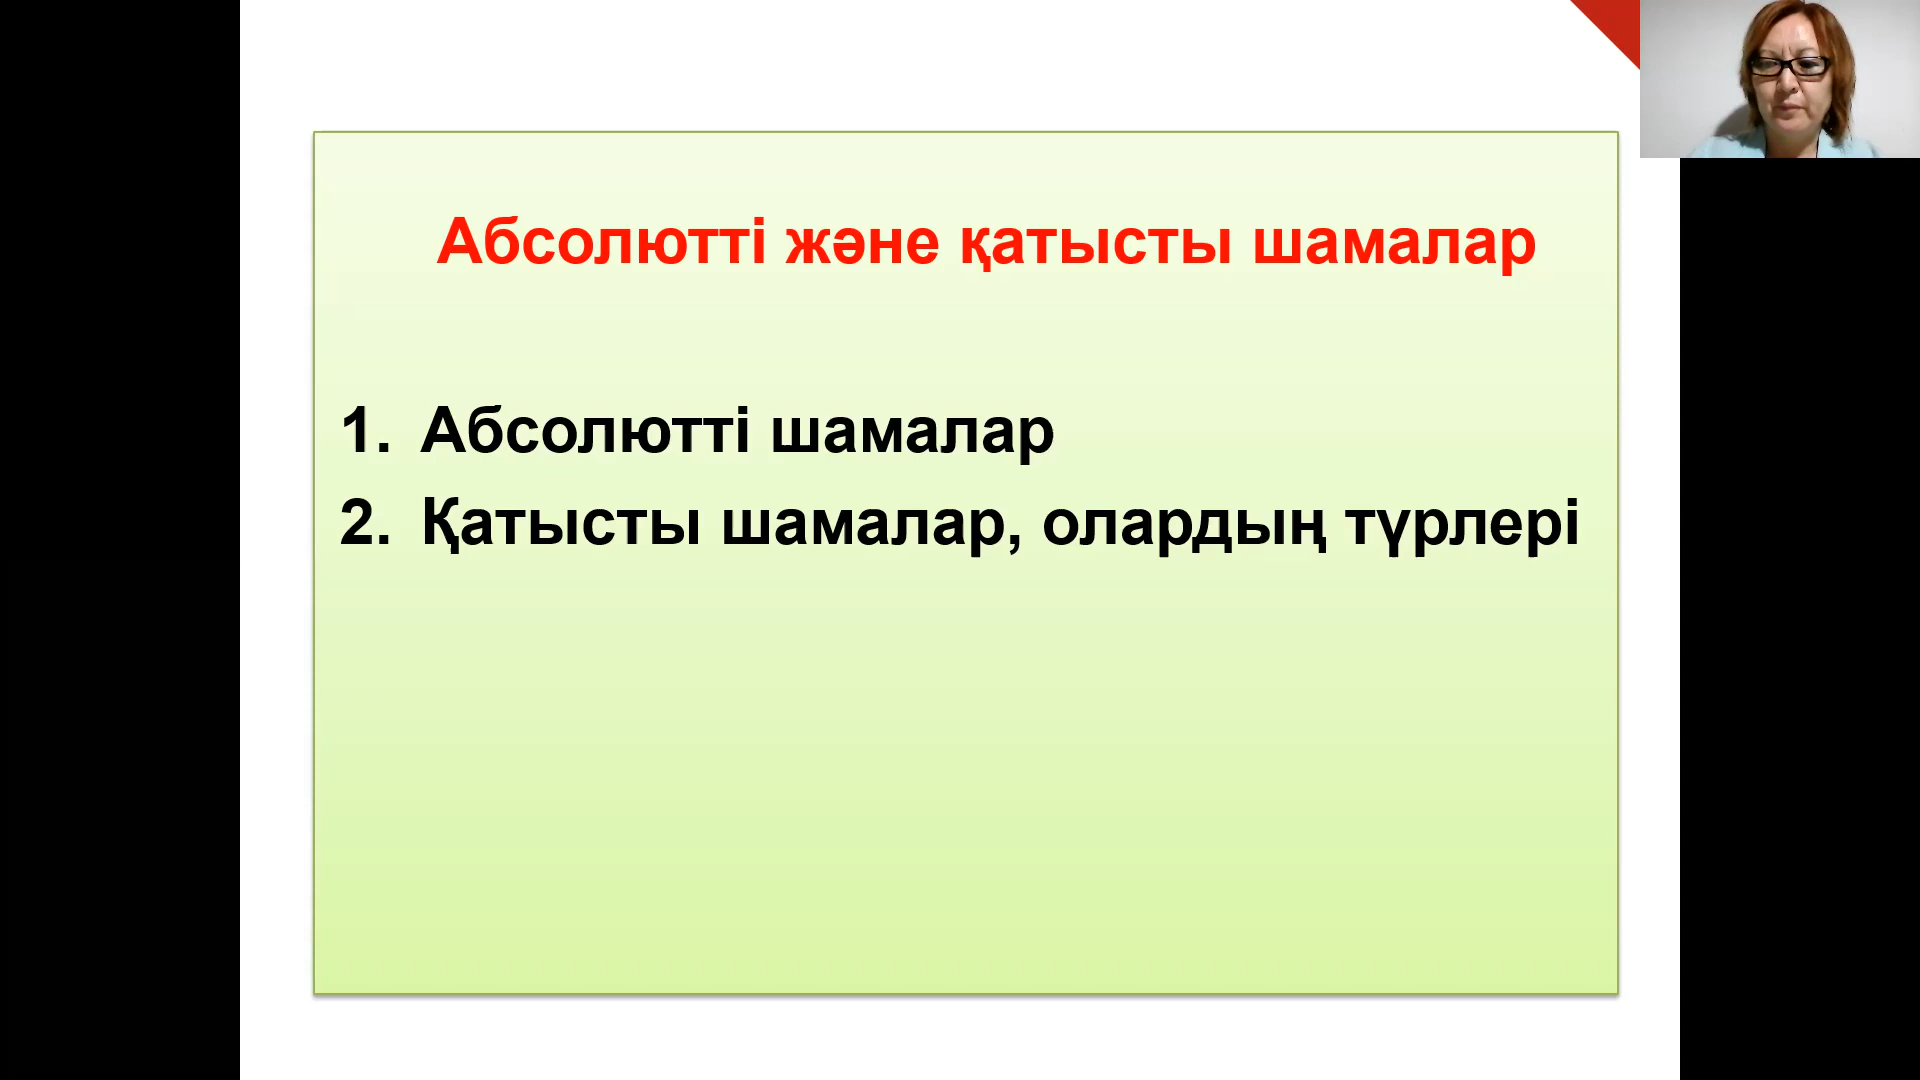 Абсолютті және қатысты шамалар
1. Абсолютті шамалар
2. Қатысты шамалар, олардың түрлері